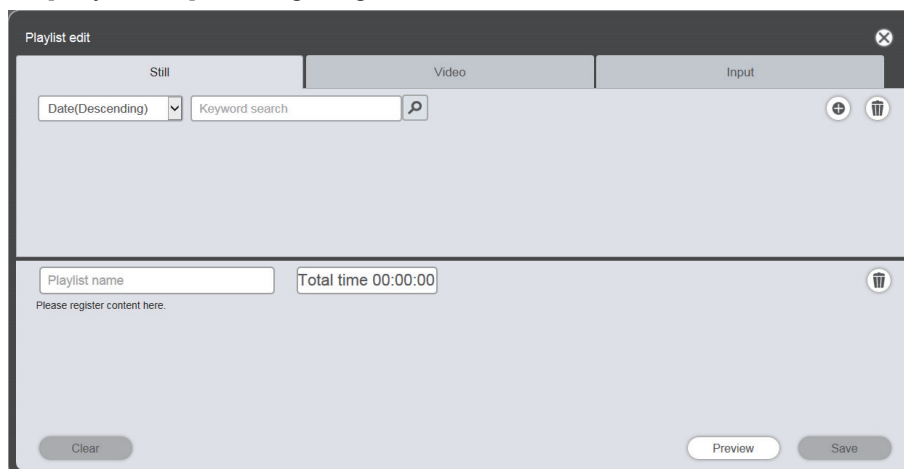 Playlist edit
Still
Video
Input
Date(Descending)
Keyword search
Playlist name
Total time 00:00:00
Please register content here.
Clear
Preview
Save